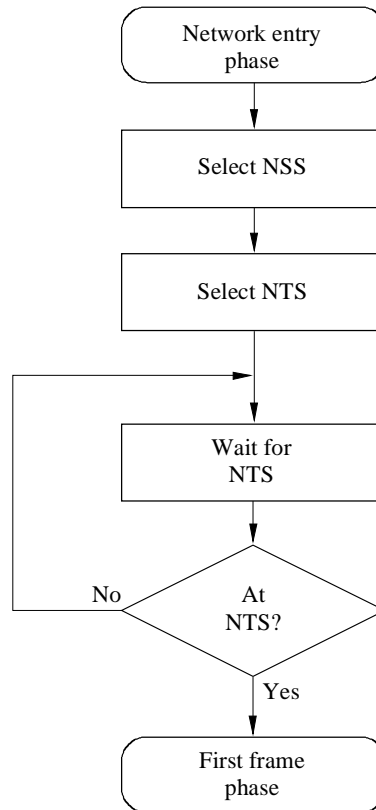 Network entry
phase
Select NSS
Select NTS
Wait for
NTS
At
NTS?
No
Yes
First frame
phase